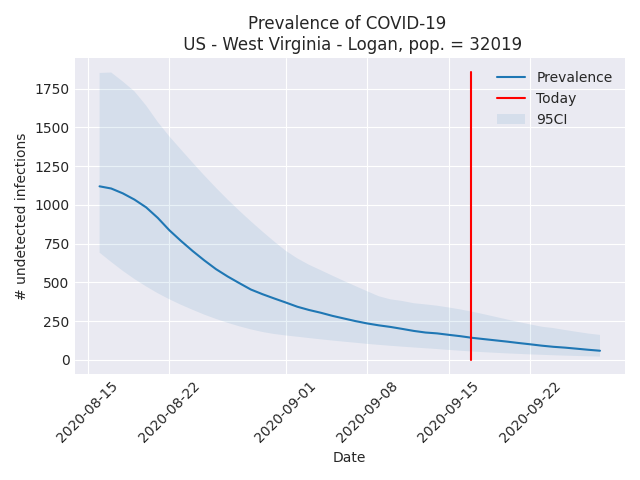 Prevalence of COVID-19
US - West Virginia - Logan, pop. = 32019
Prevalence
Today
95CI
# undetected infections
1750
1500
1250
1000
750
500
250
0
2020-08-15
2020-08-22
2020-09-01
2020-09-08
2020-09-15
2020-09-22
Date